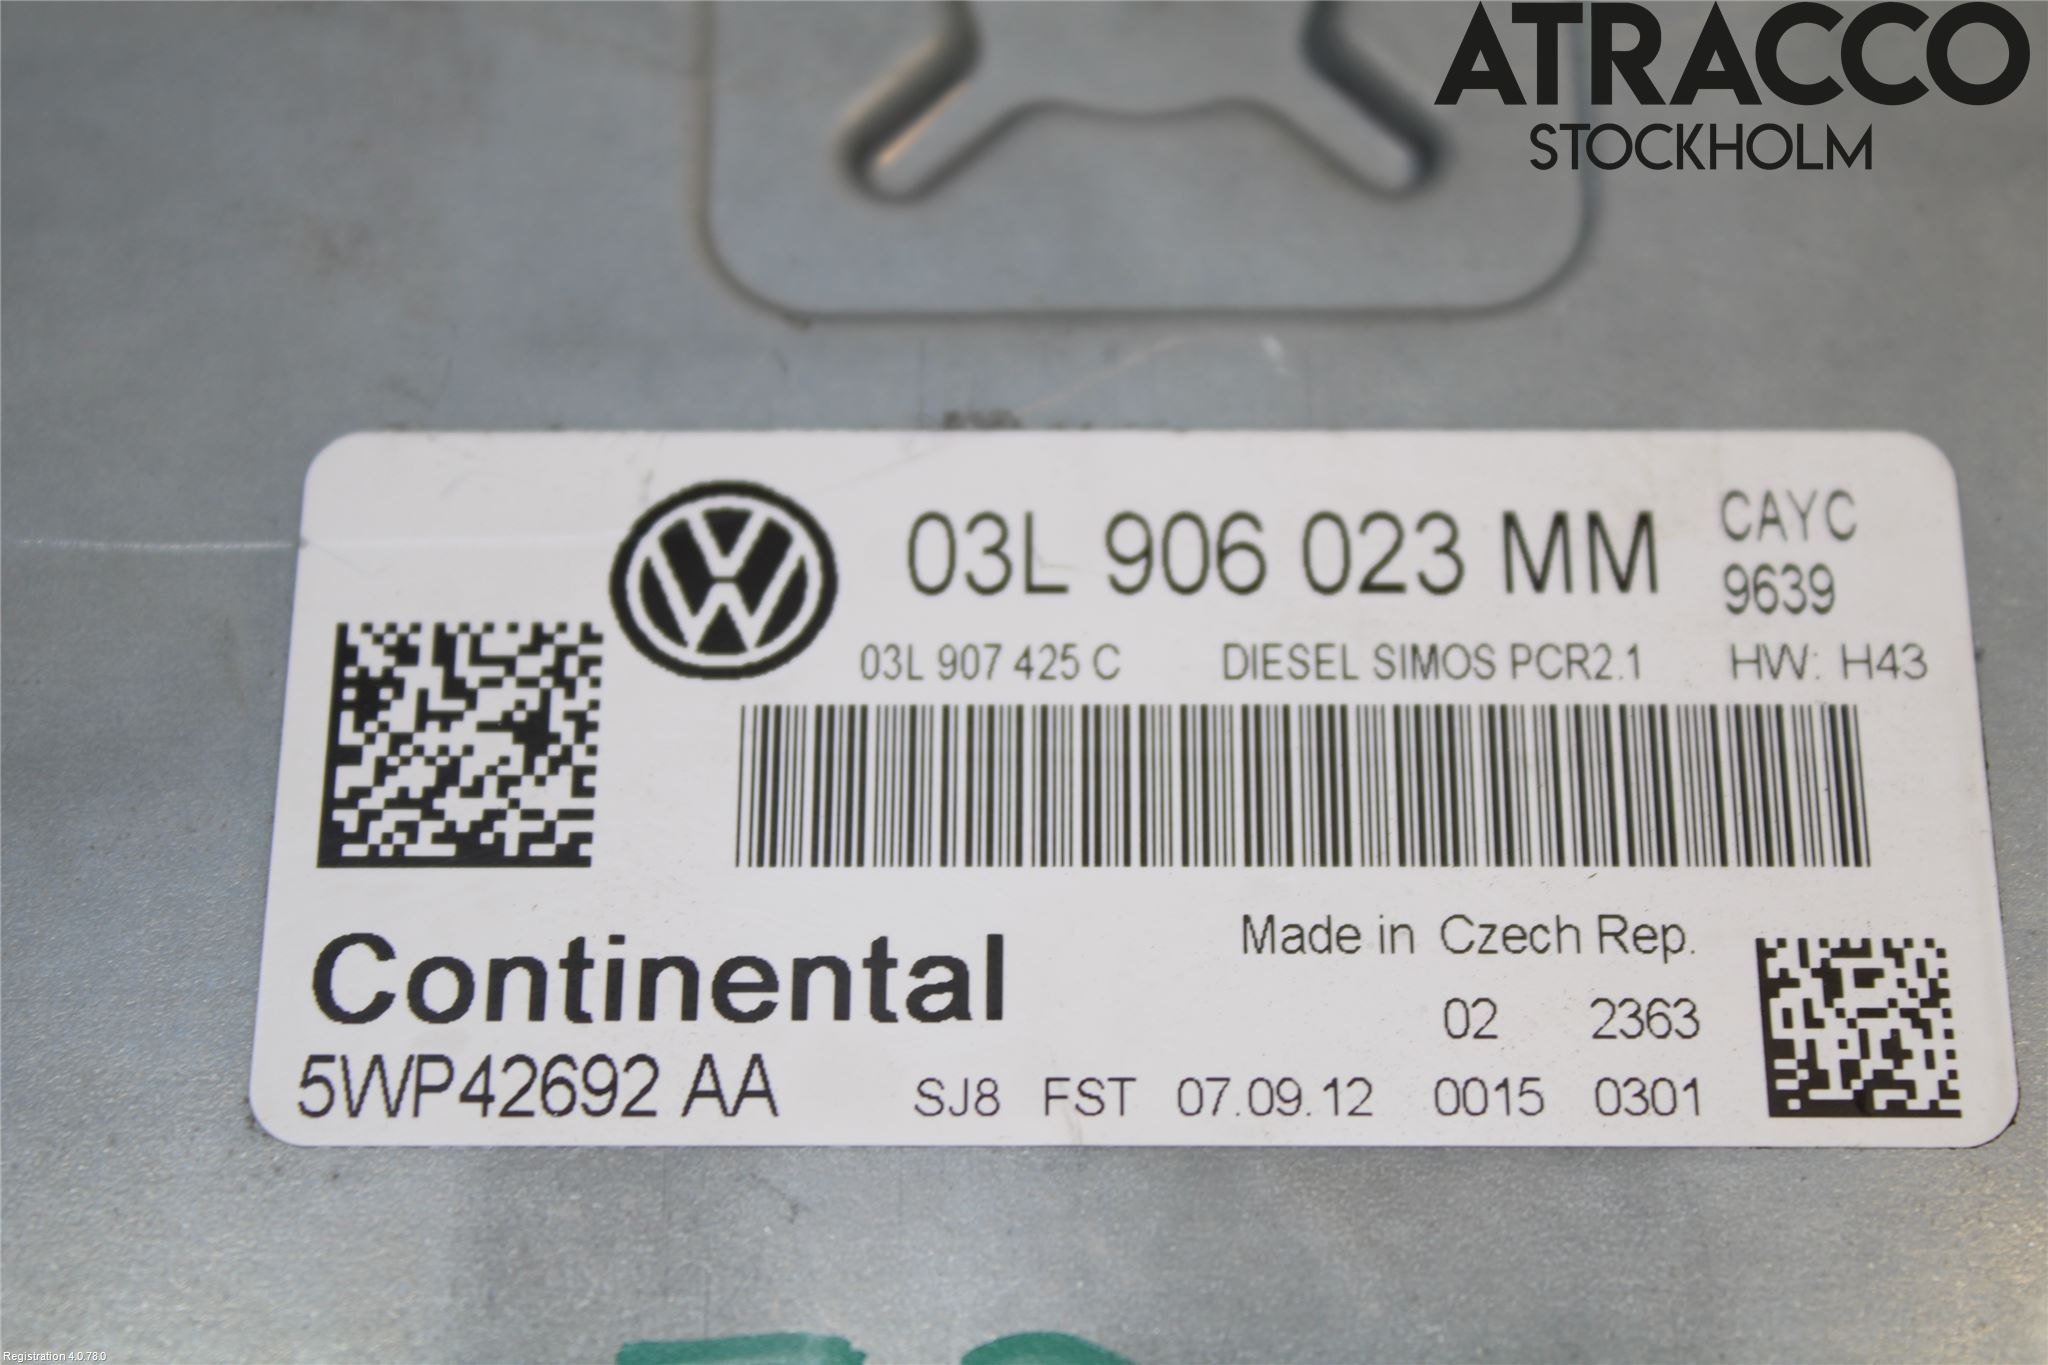 ATRACCO
STOCKHOLM
03L 906 023 MM
CAYC
9639
03L 907 425 C DIESEL SIMOS PCR2.1 HW: H43
Continental
Made in Czech Rep.
02 2363
5WP42692 AA
SJ8 FST 07.09.12 0015 0301
Registration 4.0.78.0